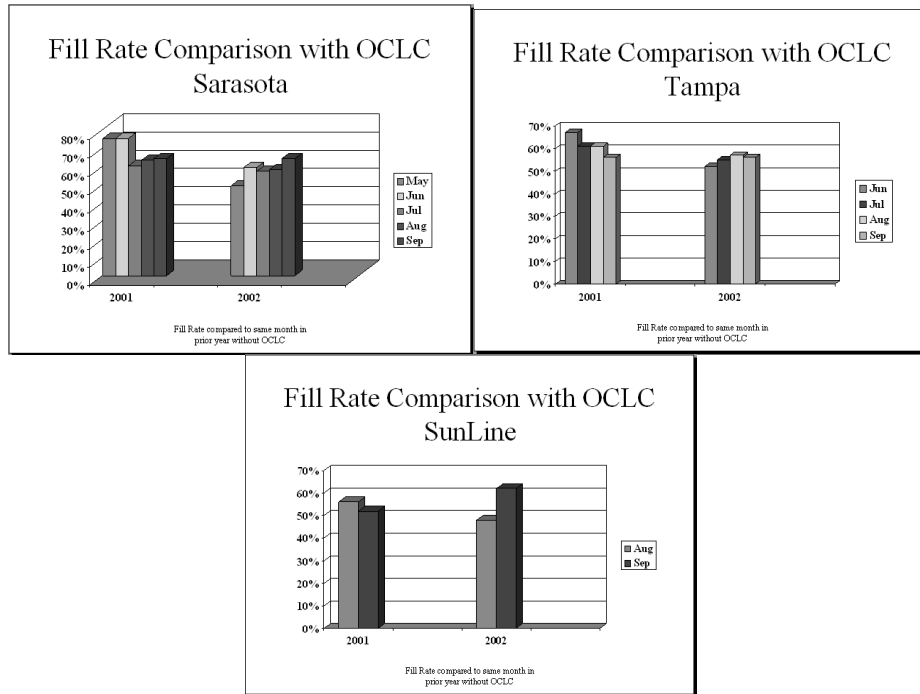 Fill Rate Comparison with OCLC
Sarasota
80%
70%
60%
50%
40%
30%
20%
10%
0%
2001
2002
May
Jun
Jul
Aug
Sep
Fill Rate compared to same month in
prior year without OCLC
Fill Rate Comparison with OCLC
Tampa
70%
60%
50%
40%
30%
20%
10%
0%
2001
2002
Jun
Jul
Aug
Sep
Fill Rate compared to same month in
prior year without OCLC
Fill Rate Comparison with OCLC
SunLine
70%
60%
50%
40%
30%
20%
10%
0%
2001
2002
Aug
Sep
Fill Rate compared to same month in
prior year without OCLC